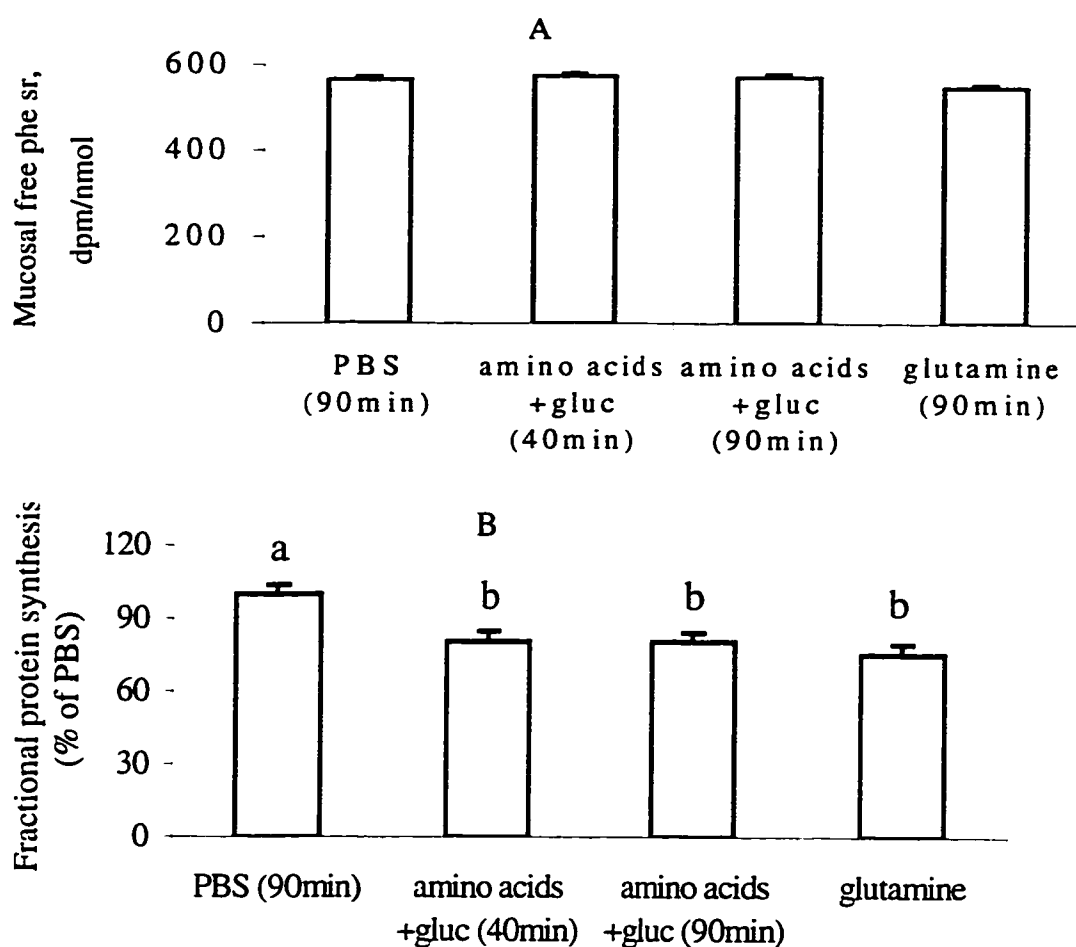 A
Mucosal free phe sr,
dpm/nmol
600
400
200
0
PBS
(90min)
amino acids
+gluc
(40min)
amino acids
+gluc
(90min)
glutamine
(90min)
B
Fractional protein synthesis
(% of PBS)
120
90
60
30
0
a
b
b
b
PBS (90min)
amino acids
+gluc (40min)
amino acids
+gluc (90min)
glutamine